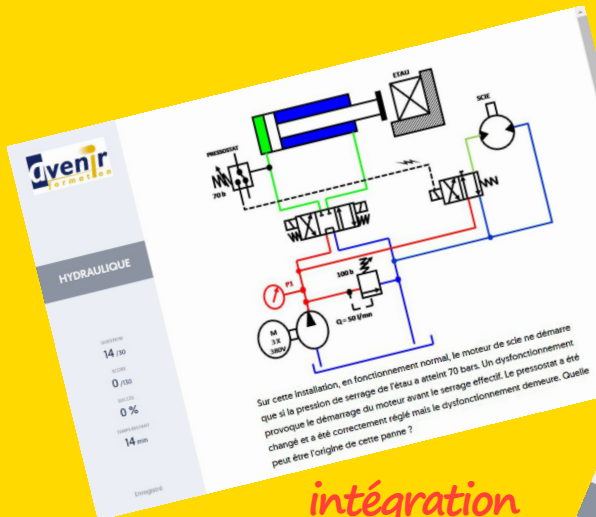 avenir
formation
HYDRAULIQUE
QUESTION
14 /30
SCORE
0 /130
0 %
14 min
Enregistré
PRESSOSTAT
70 b
ETAU
SCIE
P1
100 b
Q = 50 l/mn
M
3 X
380V
Sur cette installation, en fonctionnement normal, le moteur de scie ne démarre
que si la pression de serrage de l'étau a atteint 70 bars. Un dysfonctionnement
provoque le démarrage du moteur avant le serrage effectif. Le pressostat a été
changé et a été correctement réglé mais le dysfonctionnement demeure. Quelle
peut être l'origine de cette panne ?
intégration